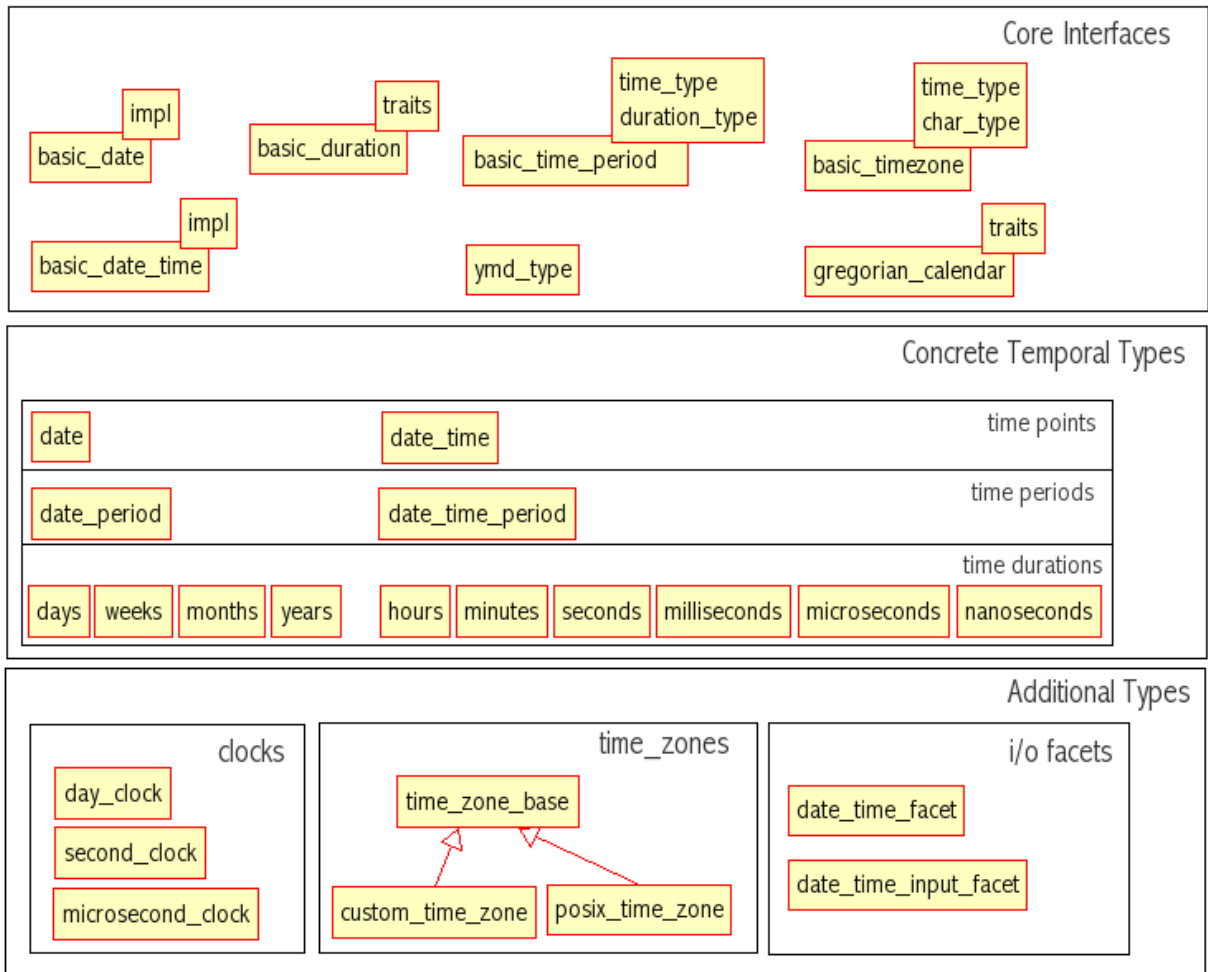 Core Interfaces
impl
basic_date
traits
basic_duration
time_type
duration_type
basic_time_period
time_type
char_type
basic_timezone
impl
basic_date_time
ymd_type
traits
gregorian_calendar
Concrete Temporal Types
date
date_time
time points
date_period
date_time_period
time periods
time durations
days
weeks
months
years
hours
minutes
seconds
milliseconds
microseconds
nanoseconds
Additional Types
clocks
day_clock
second_clock
microsecond_clock
time_zones
time_zone_base
custom_time_zone
posix_time_zone
i/o facets
date_time_facet
date_time_input_facet